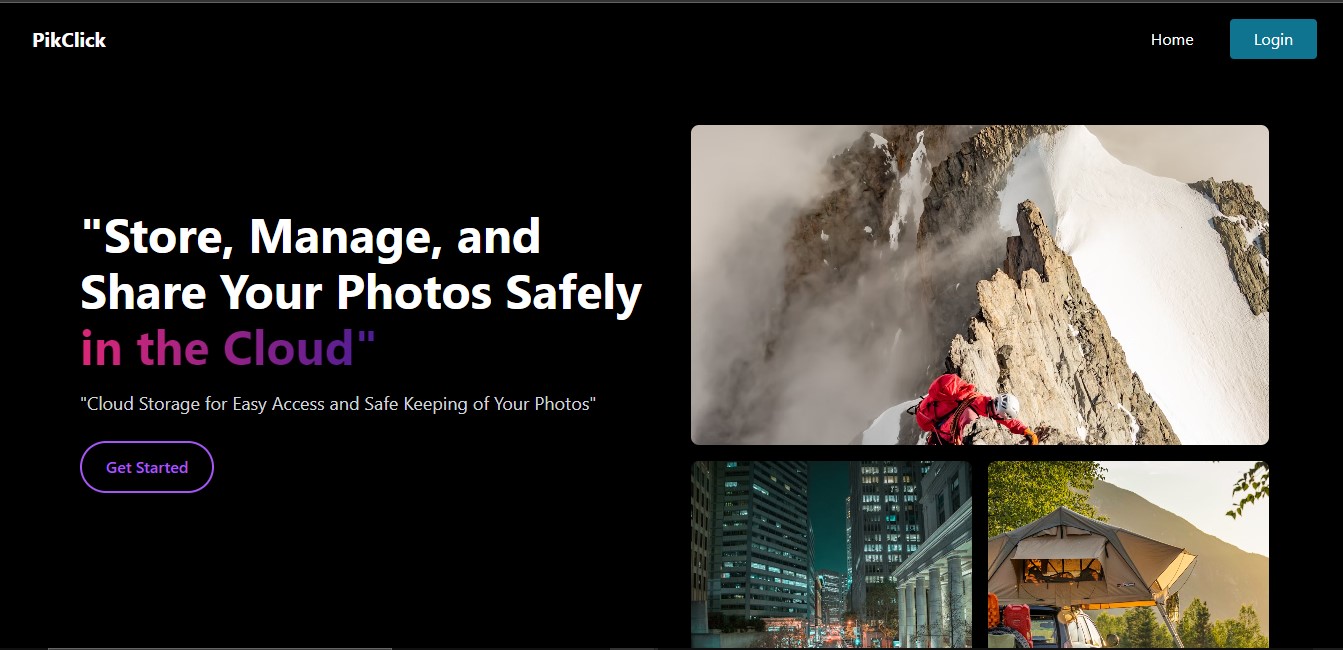 PikClick
Home
Login
"Store, Manage, and
Share Your Photos Safely
in the Cloud"
"Cloud Storage for Easy Access and Safe Keeping of Your Photos"
Get Started